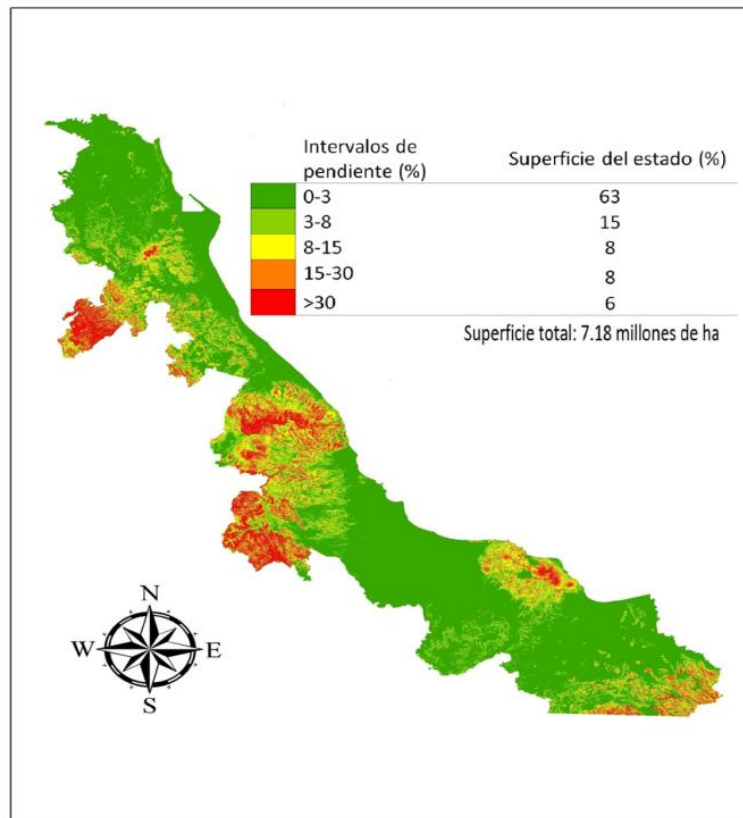 Intervalos de
pendiente (%)
Superficie del estado (%)
0-3 63
3-8 15
8-15 8
15-30 8
>30 6
Superficie total: 7.18 millones de ha
N
W E
S